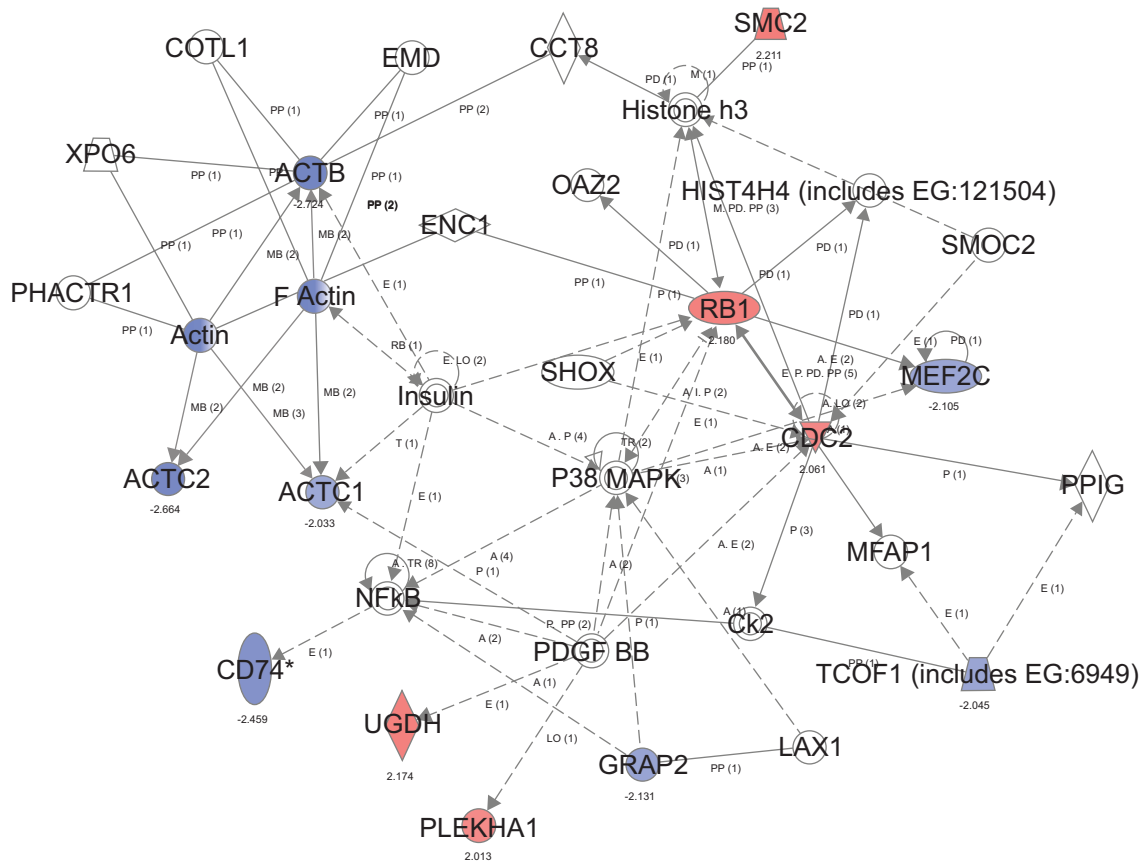 SMC2
2.211
COTL1
EMD
CCT8
PP (1)
PD (1)
M (1)
Histone h3
PP (1)
PP (1)
PP (2)
XPO6
ACTB
-2.724
PP (1)
PP (1)
OAZ2
HIST4H4 (includes EG:121504)
PP (2)
M. PD. PP (3)
ENC1
SMOC2
PP (1)
PP (1)
MB (2)
MB (2)
PD (1)
PD (1)
PHACTR1
F Actin
E (1)
PP (1)
P (1)
PD (1)
RB1
2.180
Actin
PP (1)
RB (1)
E. LO (2)
E (1)
PD (1)
E (1)
PD (1)
A. E (2)
E. P. PD. PP (5)
SHOX
MEF2C
-2.105
Insulin
MB (2)
MB (3)
MB (2)
A. I. P (2)
A. LO (2)
E (1)
CDC2
2.061
T (1)
A . P (4)
TR (2)
A. E (2)
A (1)
ACTC2
-2.664
ACTC1
-2.033
P38 MAPK
P (1)
PPIG
E (1)
P (3)
MFAP1
A (4)
A. E (2)
A . TR (8)
P (1)
A (2)
NFkB
E (1)
E (1)
P. PP (2)
P (1)
A (1)
Ck2
A (2)
E (1)
PDGF BB
PP (1)
CD74*
-2.459
TCOF1 (includes EG:6949)
-2.045
A (1)
E (1)
UGDH
2.174
LO (1)
LAX1
GRAP2
-2.131
PP (1)
PLEKHA1
2.013